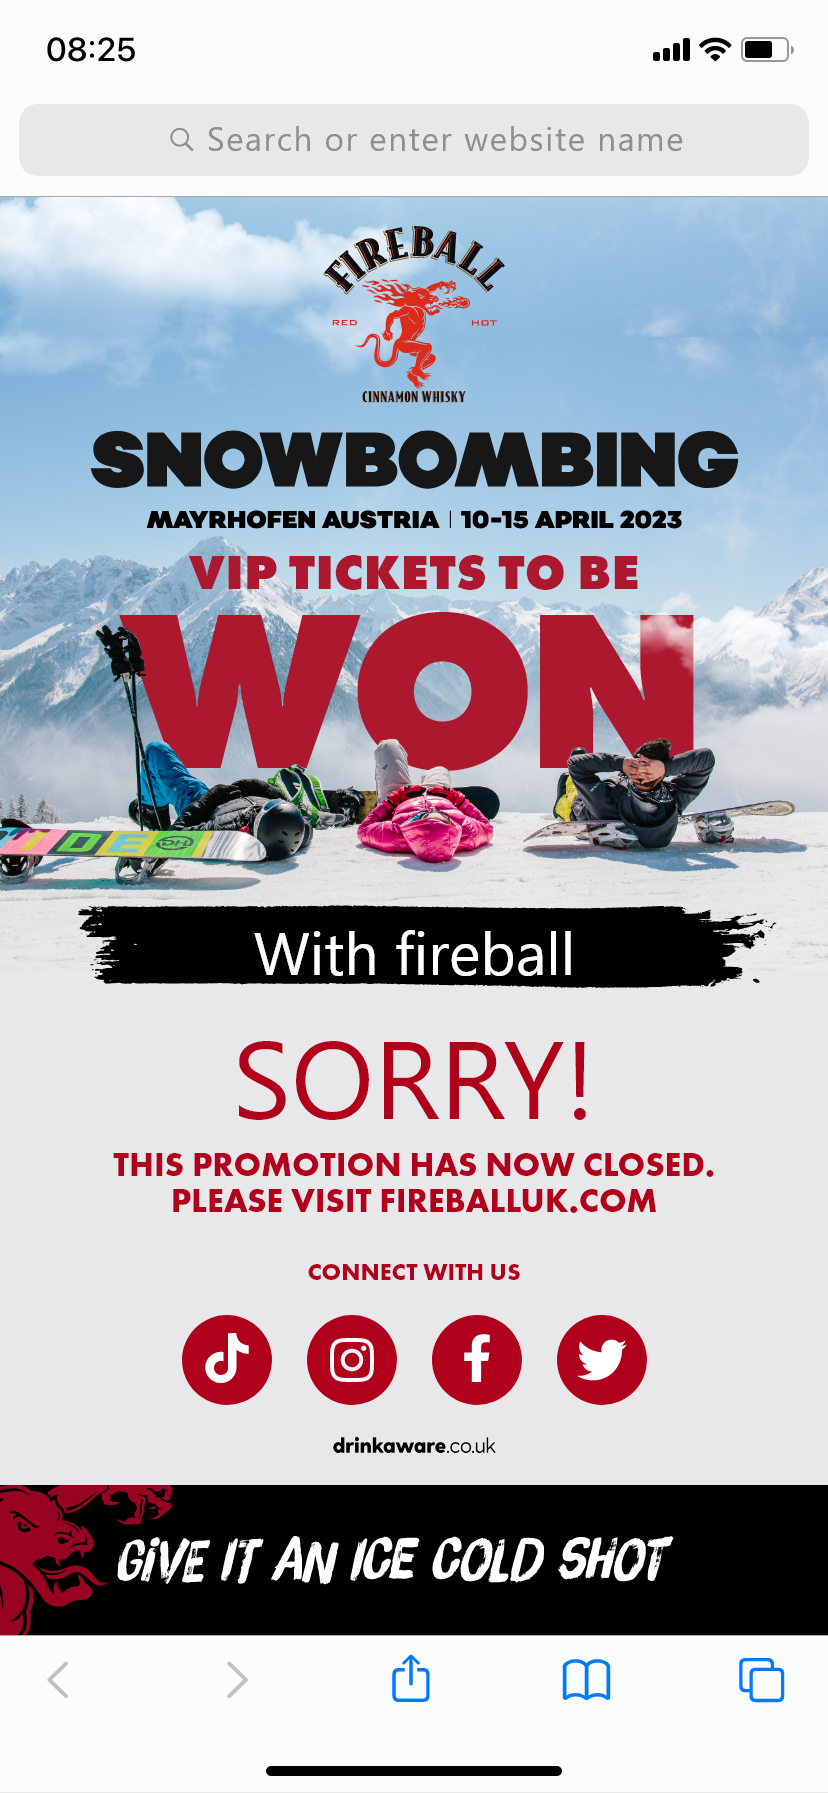 08:25
Search or enter website name
FIREBALL
RED HOT
CINNAMON WHISKY
SNOWBOMBING
MAYRHOFEN AUSTRIA | 10-15 APRIL 2023
VIP TICKETS TO BE
WON
IDE DH
With fireball
SORRY!
THIS PROMOTION HAS NOW CLOSED.
PLEASE VISIT FIREBALLUK.COM
CONNECT WITH US
drinkaware.co.uk
GIVE IT AN ICE COLD SHOT